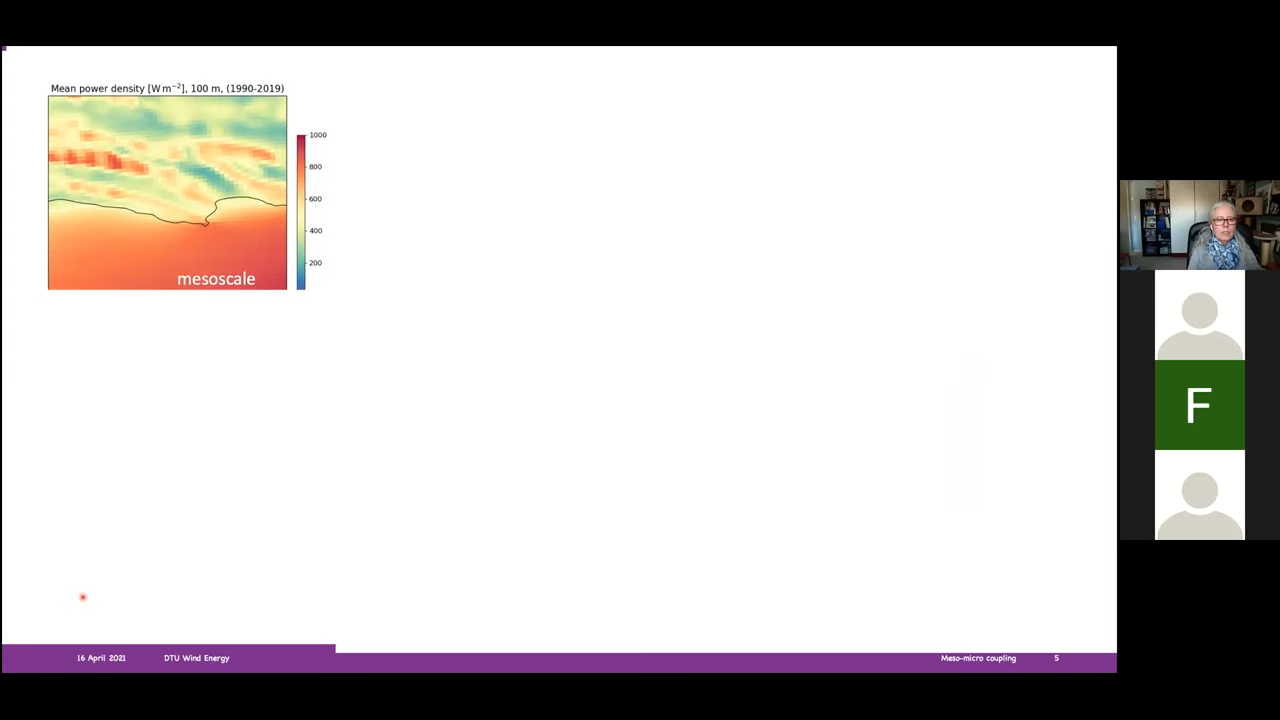 Mean power density [W m⁻²], 100 m, (1990-2019)
1000
800
600
400
200
mesoscale
F
16 April 2021
DTU Wind Energy
Meso-micro coupling
5